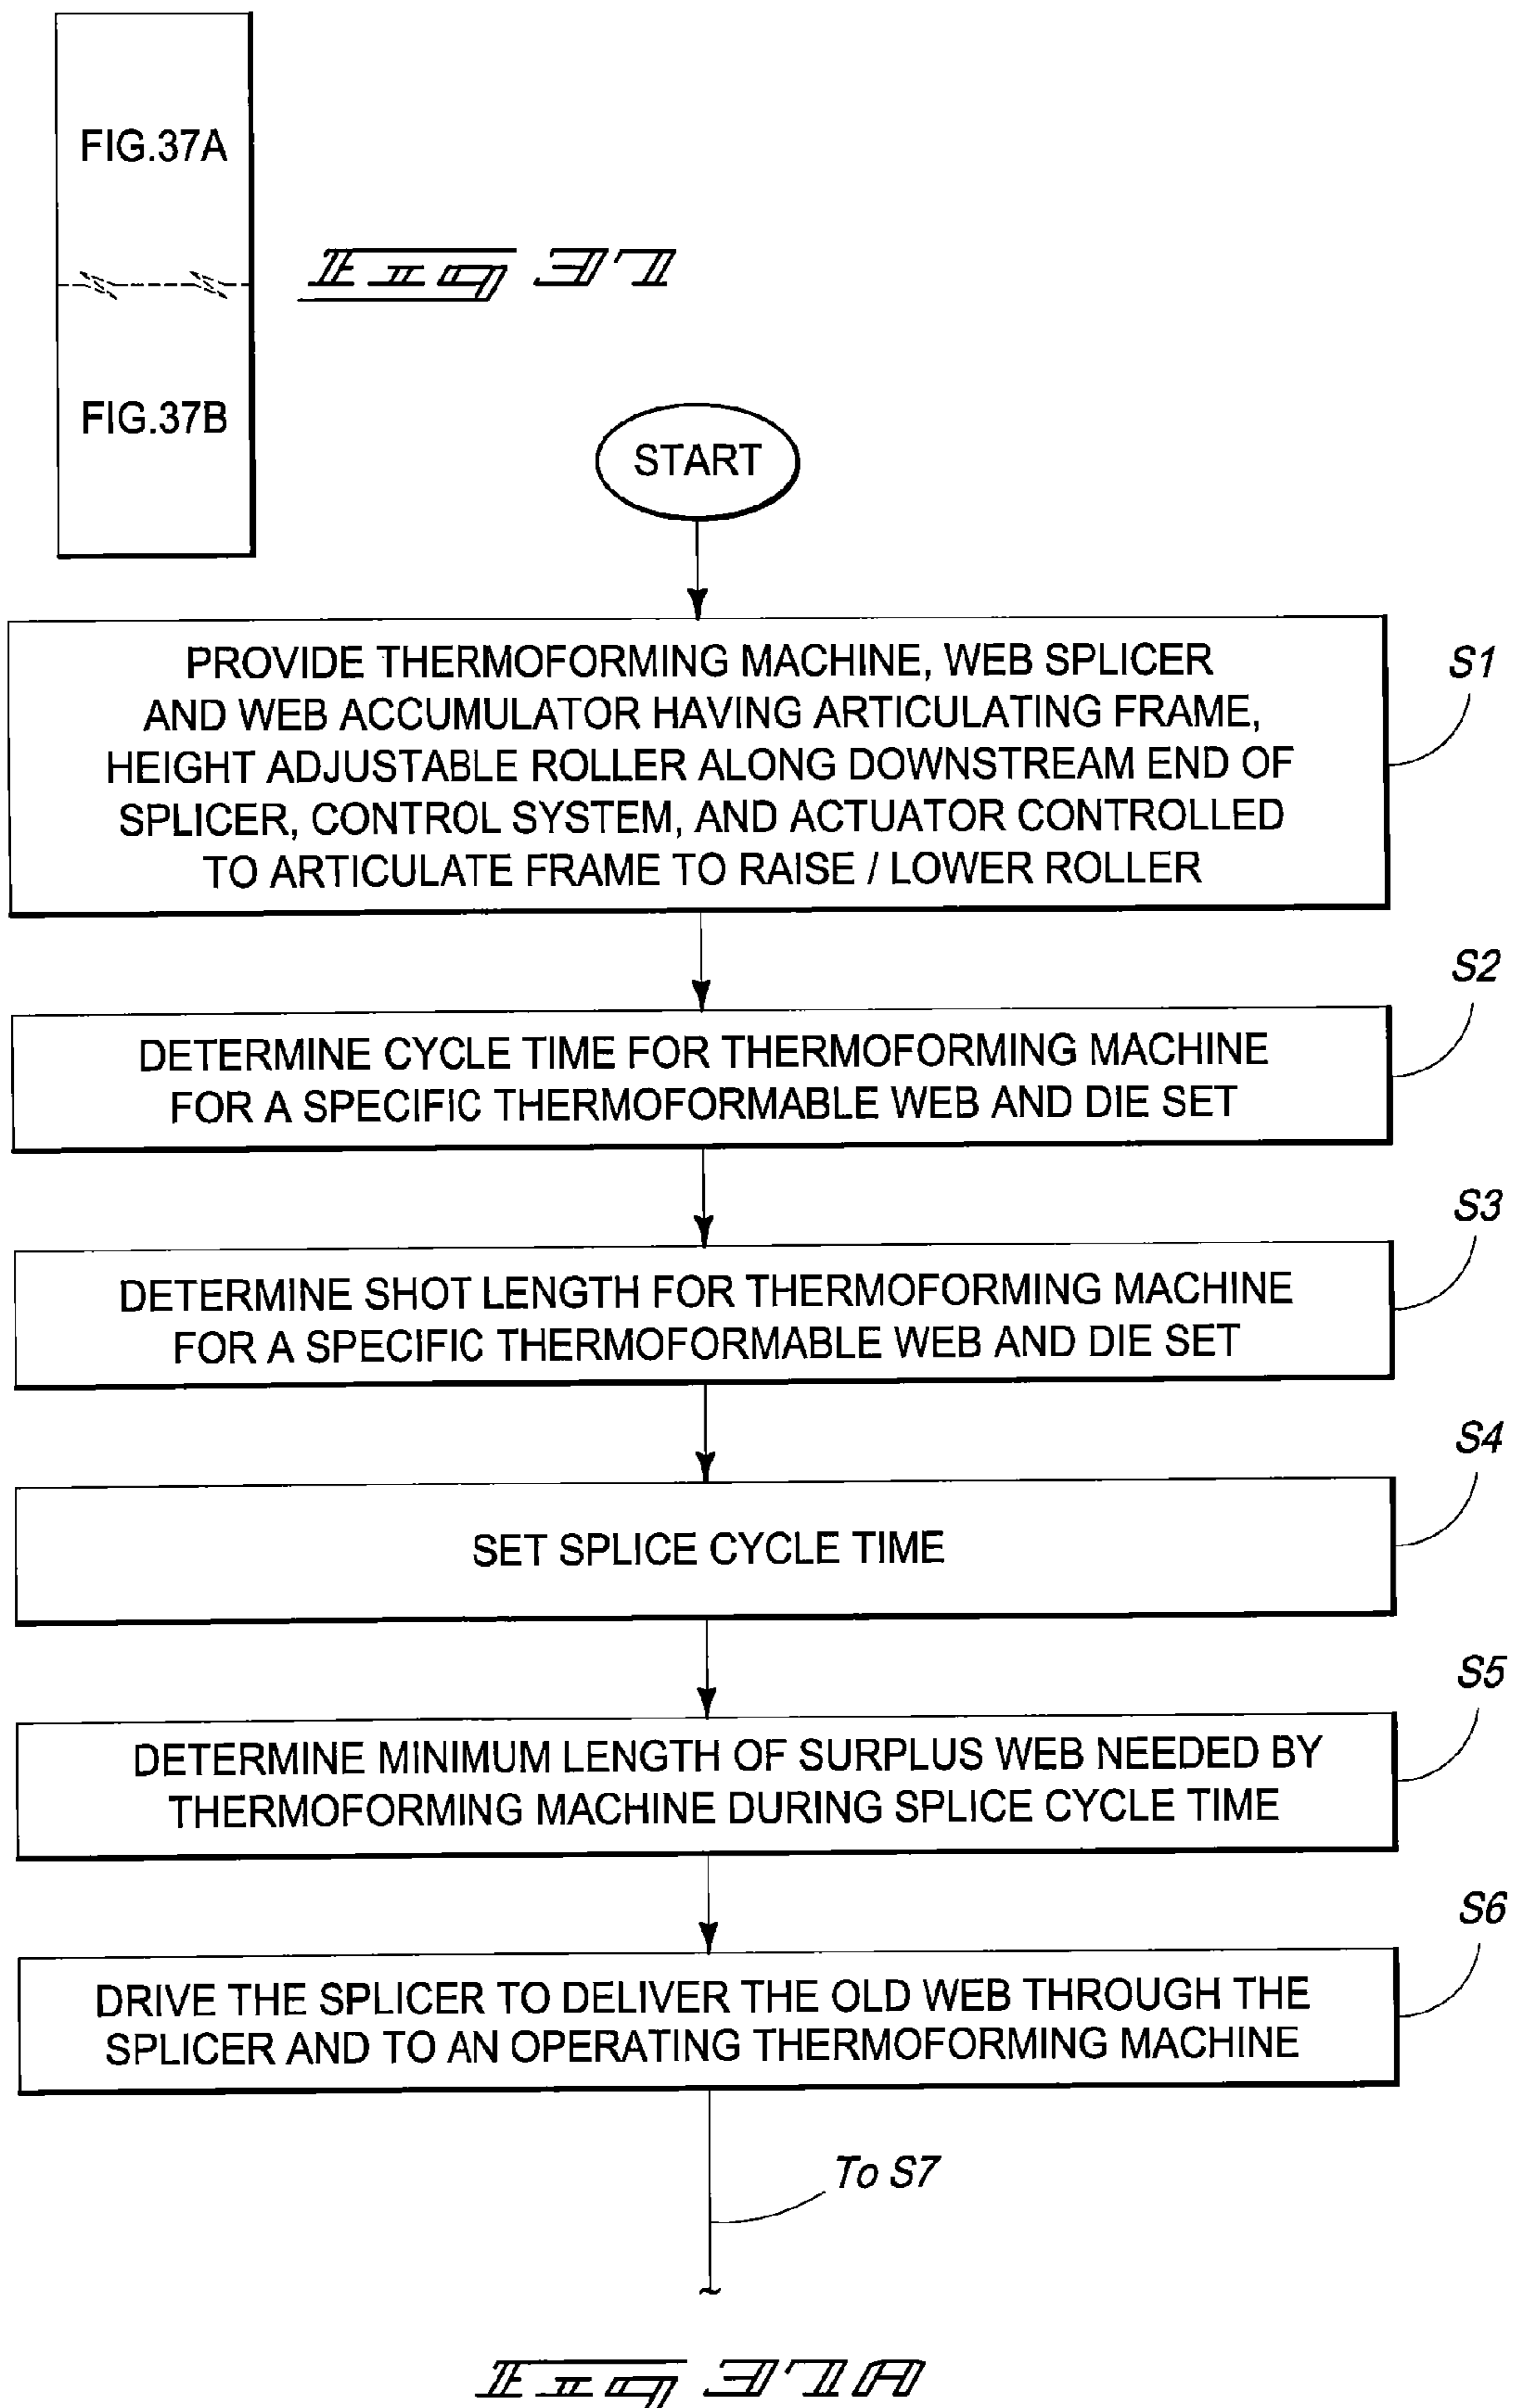 FIG.37A
Fig 37
FIG.37B
START
PROVIDE THERMOFORMING MACHINE, WEB SPLICER
AND WEB ACCUMULATOR HAVING ARTICULATING FRAME,
HEIGHT ADJUSTABLE ROLLER ALONG DOWNSTREAM END OF
SPLICER, CONTROL SYSTEM, AND ACTUATOR CONTROLLED
TO ARTICULATE FRAME TO RAISE / LOWER ROLLER
S1
DETERMINE CYCLE TIME FOR THERMOFORMING MACHINE
FOR A SPECIFIC THERMOFORMABLE WEB AND DIE SET
S2
DETERMINE SHOT LENGTH FOR THERMOFORMING MACHINE
FOR A SPECIFIC THERMOFORMABLE WEB AND DIE SET
S3
SET SPLICE CYCLE TIME
S4
DETERMINE MINIMUM LENGTH OF SURPLUS WEB NEEDED BY
THERMOFORMING MACHINE DURING SPLICE CYCLE TIME
S5
DRIVE THE SPLICER TO DELIVER THE OLD WEB THROUGH THE
SPLICER AND TO AN OPERATING THERMOFORMING MACHINE
S6
To S7
Fig 37A